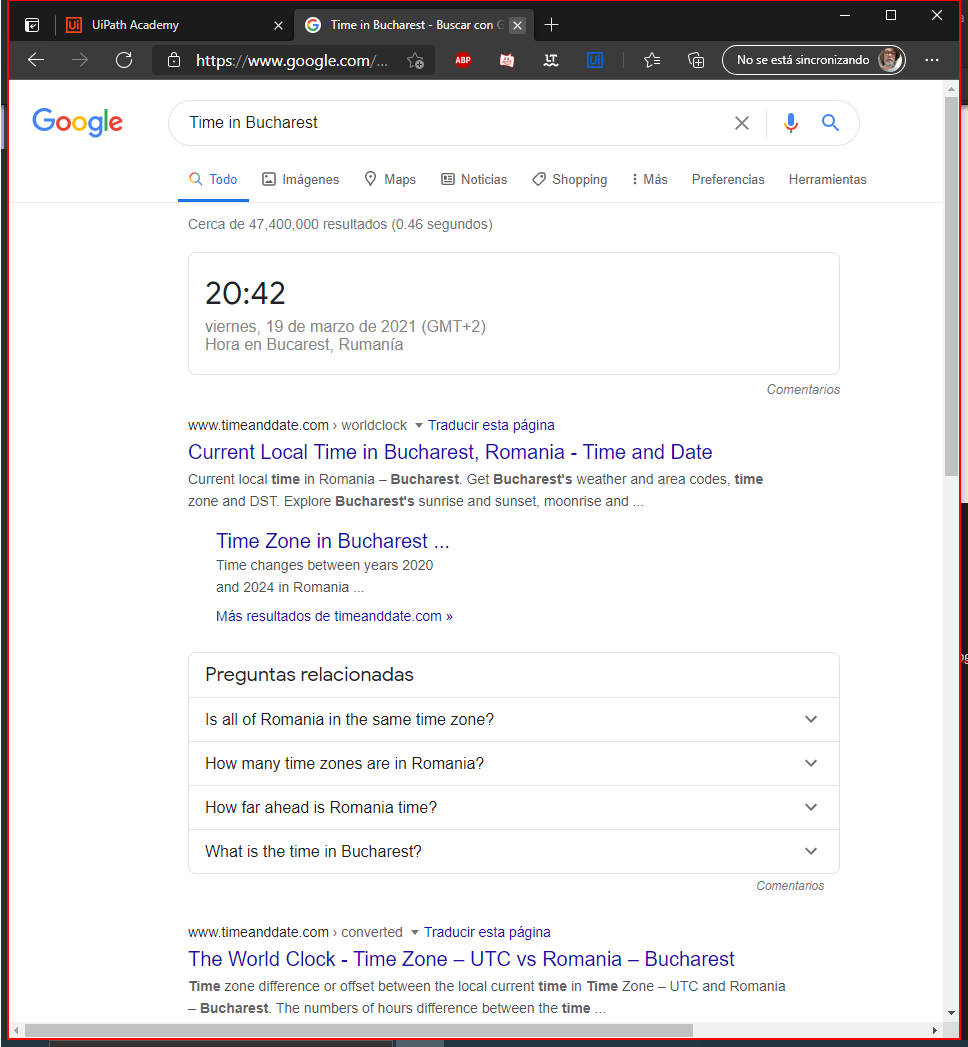 UiPath Academy
Time in Bucharest - Buscar con G
https://www.google.com/...
ABP
Ui
No se está sincronizando
Google
Time in Bucharest
Todo
Imágenes
Maps
Noticias
Shopping
Más
Preferencias
Herramientas
Cerca de 47,400,000 resultados (0.46 segundos)
20:42
viernes, 19 de marzo de 2021 (GMT+2)
Hora en Bucarest, Rumanía
Comentarios
www.timeanddate.com › worldclock Traducir esta página
Current Local Time in Bucharest, Romania - Time and Date
Current local time in Romania – Bucharest. Get Bucharest's weather and area codes, time
zone and DST. Explore Bucharest's sunrise and sunset, moonrise and ...
Time Zone in Bucharest ...
Time changes between years 2020
and 2024 in Romania ...
Más resultados de timeanddate.com »
Preguntas relacionadas
Is all of Romania in the same time zone?
How many time zones are in Romania?
How far ahead is Romania time?
What is the time in Bucharest?
Comentarios
www.timeanddate.com › converted Traducir esta página
The World Clock - Time Zone – UTC vs Romania – Bucharest
Time zone difference or offset between the local current time in Time Zone – UTC and Romania
– Bucharest. The numbers of hours difference between the time ...